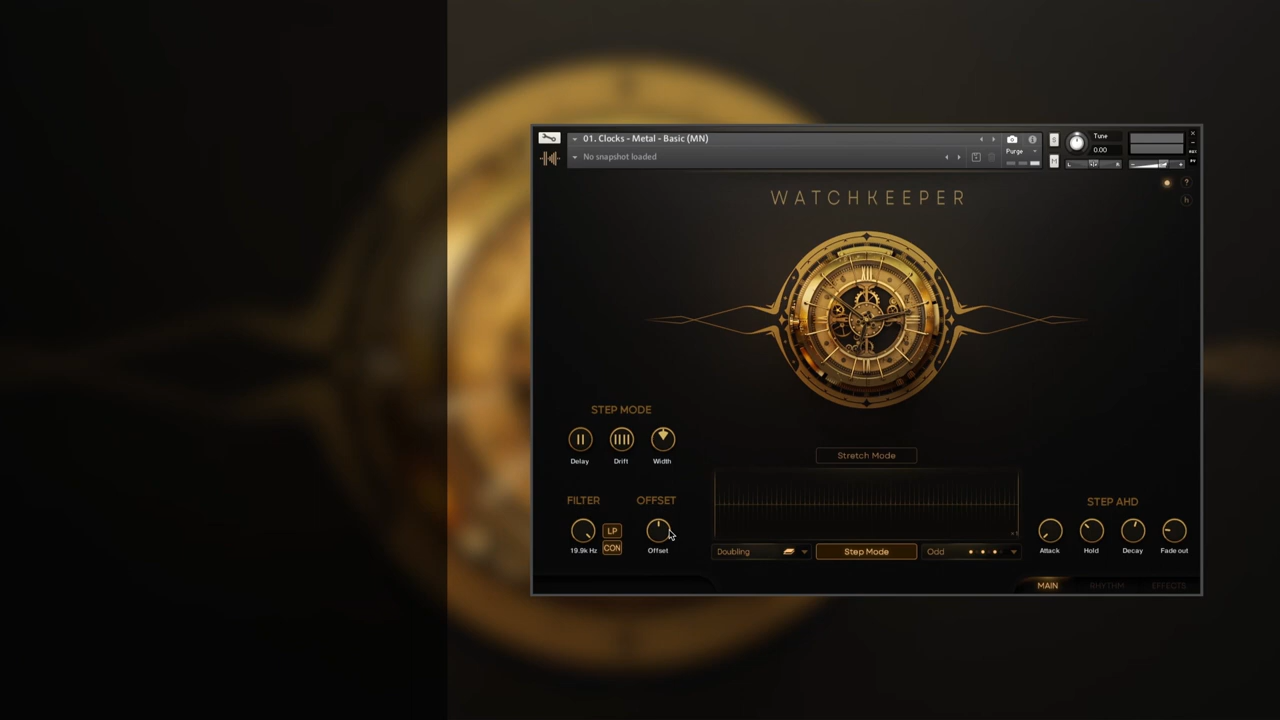 01. Clocks - Metal - Basic (MN)
No snapshot loaded
Purge
S
M
Tune
0.00
L
R
WATCHKEEPER
?
h
STEP MODE
Delay
Drift
Width
FILTER
OFFSET
LP
CON
19.9k Hz
Offset
Stretch Mode
Doubling
Step Mode
Odd
STEP AHD
Attack
Hold
Decay
Fade out
MAIN
RHYTHM
EFFECTS